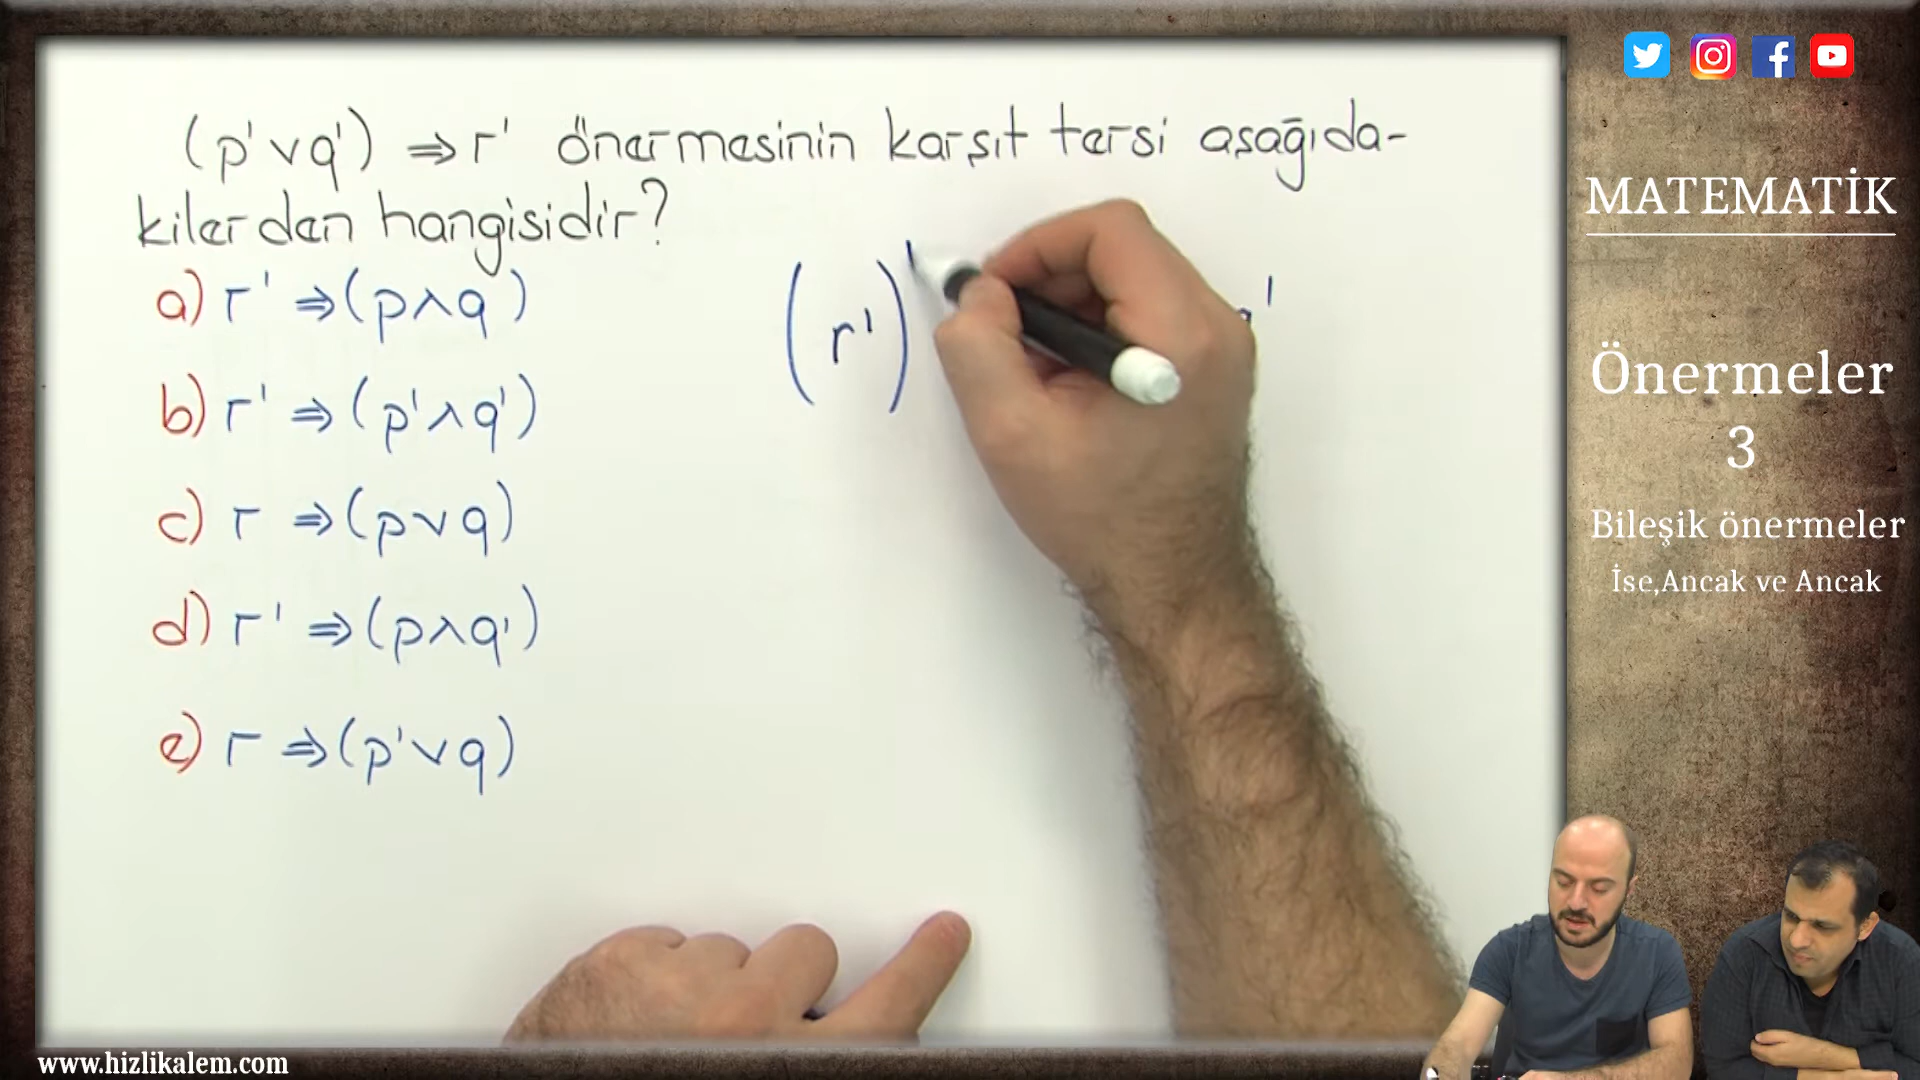 (p' ∨ q') ⇒ r' önermesinin karşıt tersi aşağıda-
kilerden hangisidir?
a) r' ⇒ (p ∧ q)
b) r' ⇒ (p' ∧ q')
c) r ⇒ (p ∨ q)
d) r' ⇒ (p ∧ q')
e) r ⇒ (p' ∨ q)
(r')'
MATEMATİK
Önermeler
3
Bileşik önermeler
İse,Ancak ve Ancak
www.hizlikalem.com